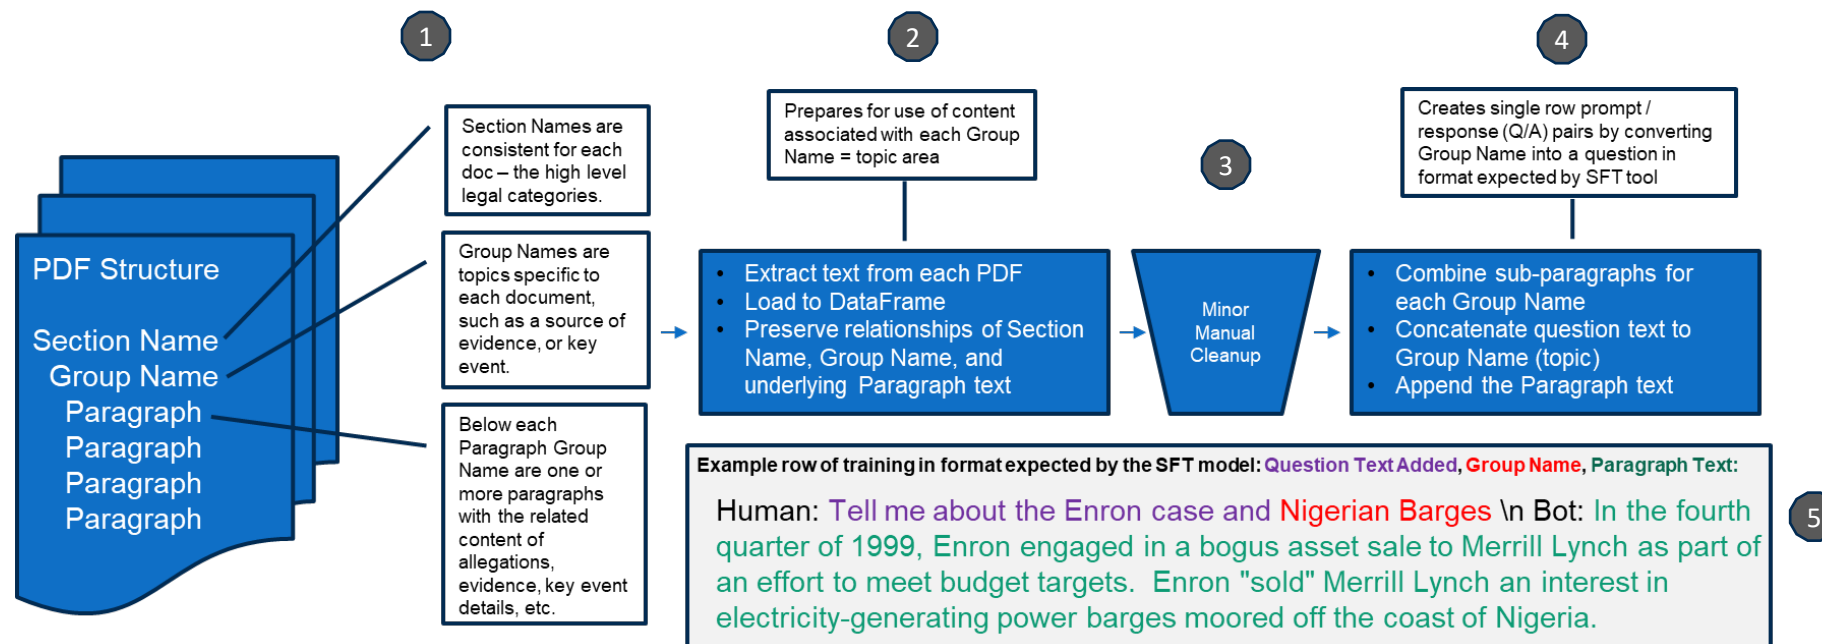 1
2
4
Section Names are
consistent for each
doc – the high level
legal categories.
Group Names are
topics specific to
each document,
such as a source of
evidence, or key
event.
Below each
Paragraph Group
Name are one or
more paragraphs
with the related
content of
allegations,
evidence, key event
details, etc.
PDF Structure
Section Name
Group Name
Paragraph
Paragraph
Paragraph
Paragraph
Prepares for use of content
associated with each Group
Name = topic area
• Extract text from each PDF
• Load to DataFrame
• Preserve relationships of Section
Name, Group Name, and
underlying Paragraph text
3
Minor
Manual
Cleanup
Creates single row prompt /
response (Q/A) pairs by converting
Group Name into a question in
format expected by SFT tool
• Combine sub-paragraphs for
each Group Name
• Concatenate question text to
Group Name (topic)
• Append the Paragraph text
Example row of training in format expected by the SFT model: Question Text Added, Group Name, Paragraph Text:
Human: Tell me about the Enron case and Nigerian Barges \n Bot: In the fourth
quarter of 1999, Enron engaged in a bogus asset sale to Merrill Lynch as part of
an effort to meet budget targets. Enron "sold" Merrill Lynch an interest in
electricity-generating power barges moored off the coast of Nigeria.
5